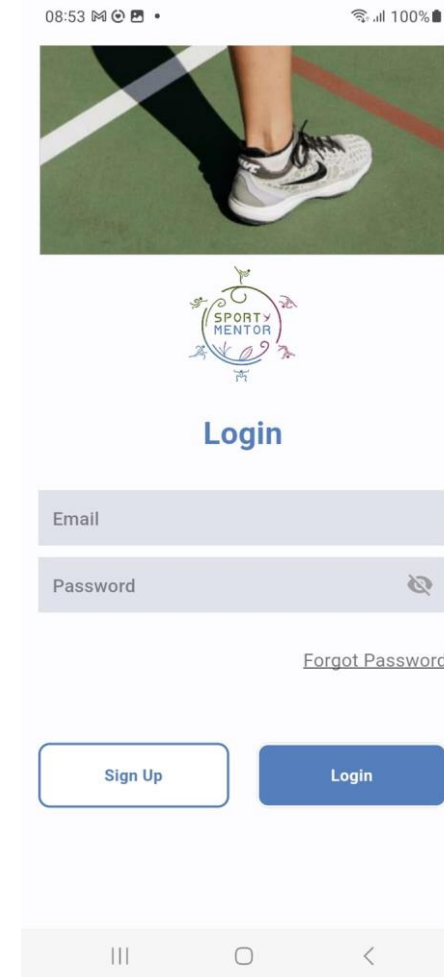 08:53
100%
SPORTY
MENTOR
Login
Email
Password
Forgot Password
Sign Up
Login